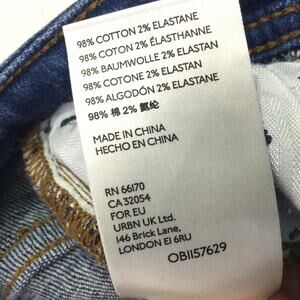 98% COTTON 2% ELASTANE
98% COTON 2% ÉLASTHANNE
98% BAUMWOLLE 2% ELASTAN
98% COTONE 2% ELASTAN
98% ALGODÓN 2% ELASTANE
98% 棉 2% 氨纶
MADE IN CHINA
HECHO EN CHINA
RN 66170
CA 32054
FOR EU
URBN UK Ltd.
146 Brick Lane,
LONDON E1 6RU
OB1157629